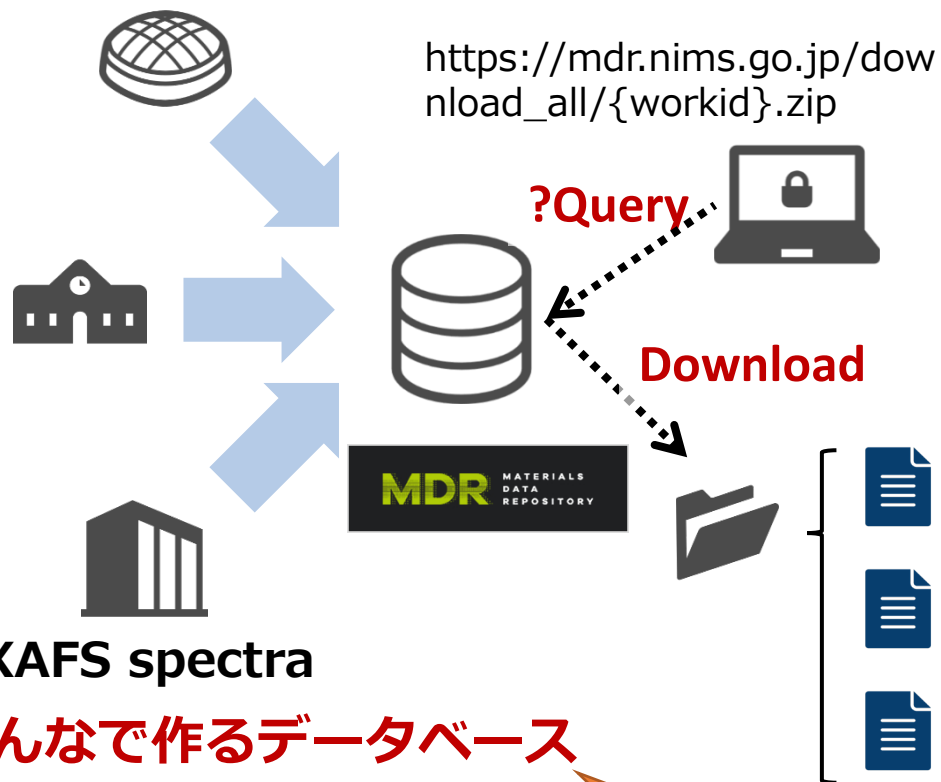 https://mdr.nims.go.jp/dow
nload_all/{workid}.zip
?Query
Download
MDR MATERIALS
DATA
REPOSITORY
XAFS spectra
んなで作るデータベース